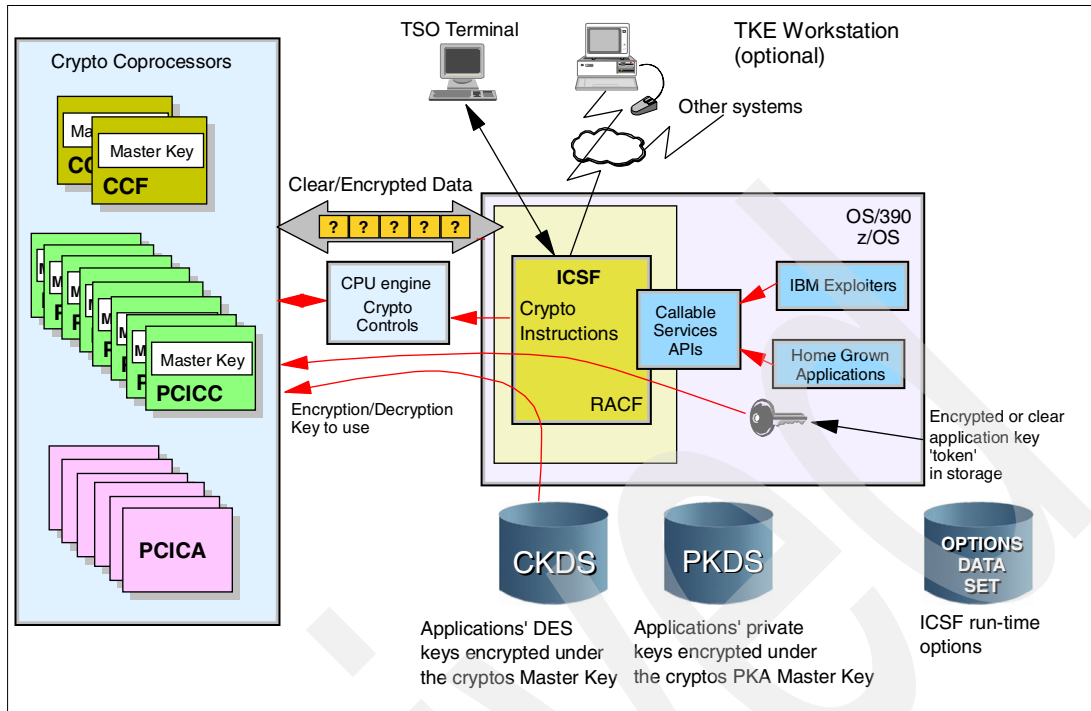 TSO Terminal
TKE Workstation
(optional)
Other systems
Crypto Coprocessors
Master Key
CCF
Clear/Encrypted Data
? ? ? ? ?
OS/390
z/OS
CPU engine
Crypto
Controls
ICSF
Crypto
Instructions
RACF
Callable
Services
APIs
IBM Exploiters
Home Grown
Applications
Master Key
PCICC
Encryption/Decryption
Key to use
Encrypted or clear
application key
'token'
in storage
PCICA
CKDS
PKDS
OPTIONS
DATA
SET
Applications' DES
keys encrypted under
the cryptos Master Key
Applications' private
keys encrypted under
the cryptos PKA Master Key
ICSF run-time
options